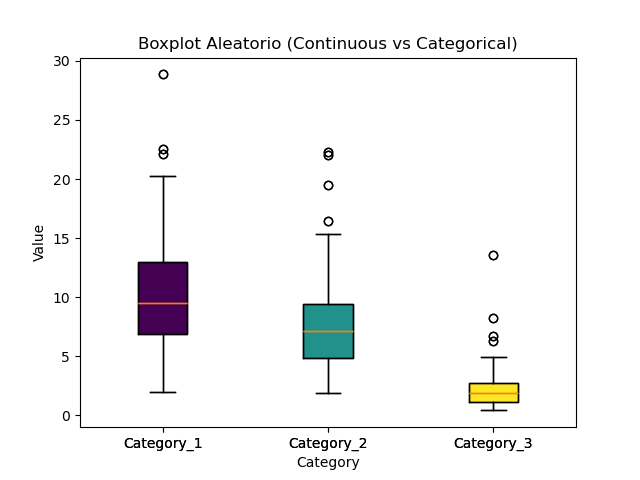 Boxplot Aleatorio (Continuous vs Categorical)
30
25
20
15
10
5
0
Value
Category_1
Category_2
Category_3
Category